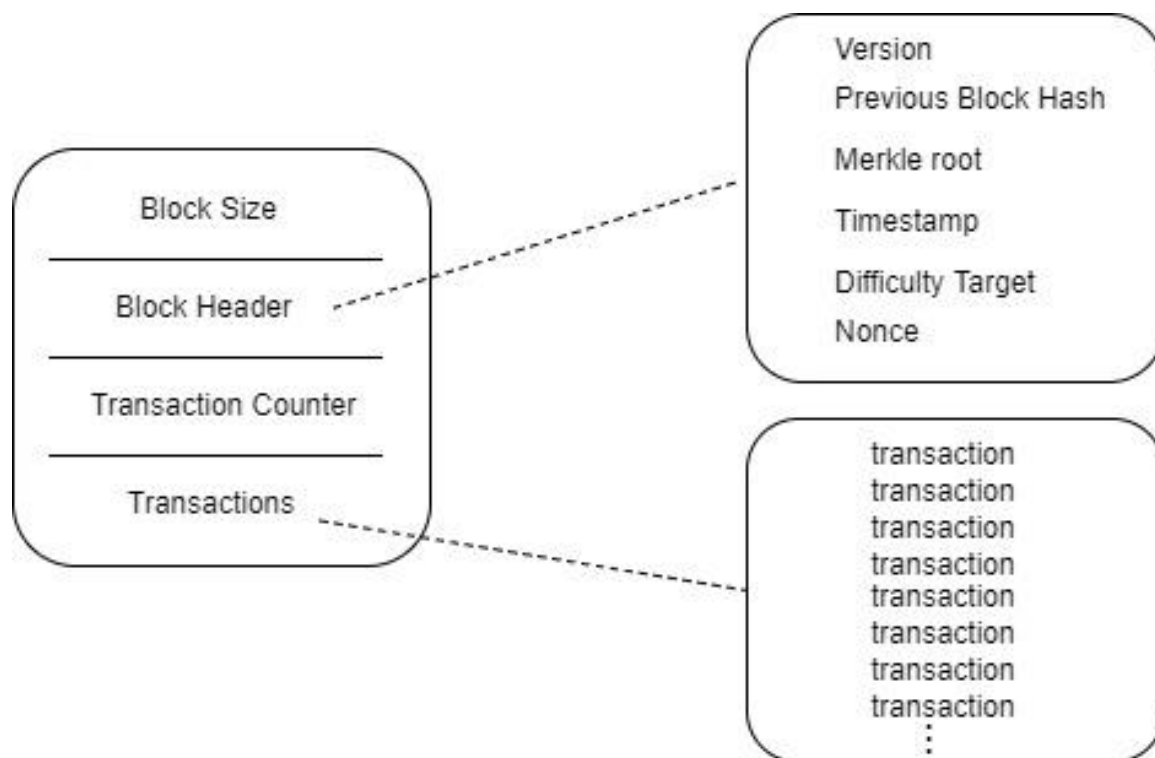 Block Size
Block Header
Transaction Counter
Transactions
Version
Previous Block Hash
Merkle root
Timestamp
Difficulty Target
Nonce
transaction
transaction
transaction
transaction
transaction
transaction
transaction
transaction